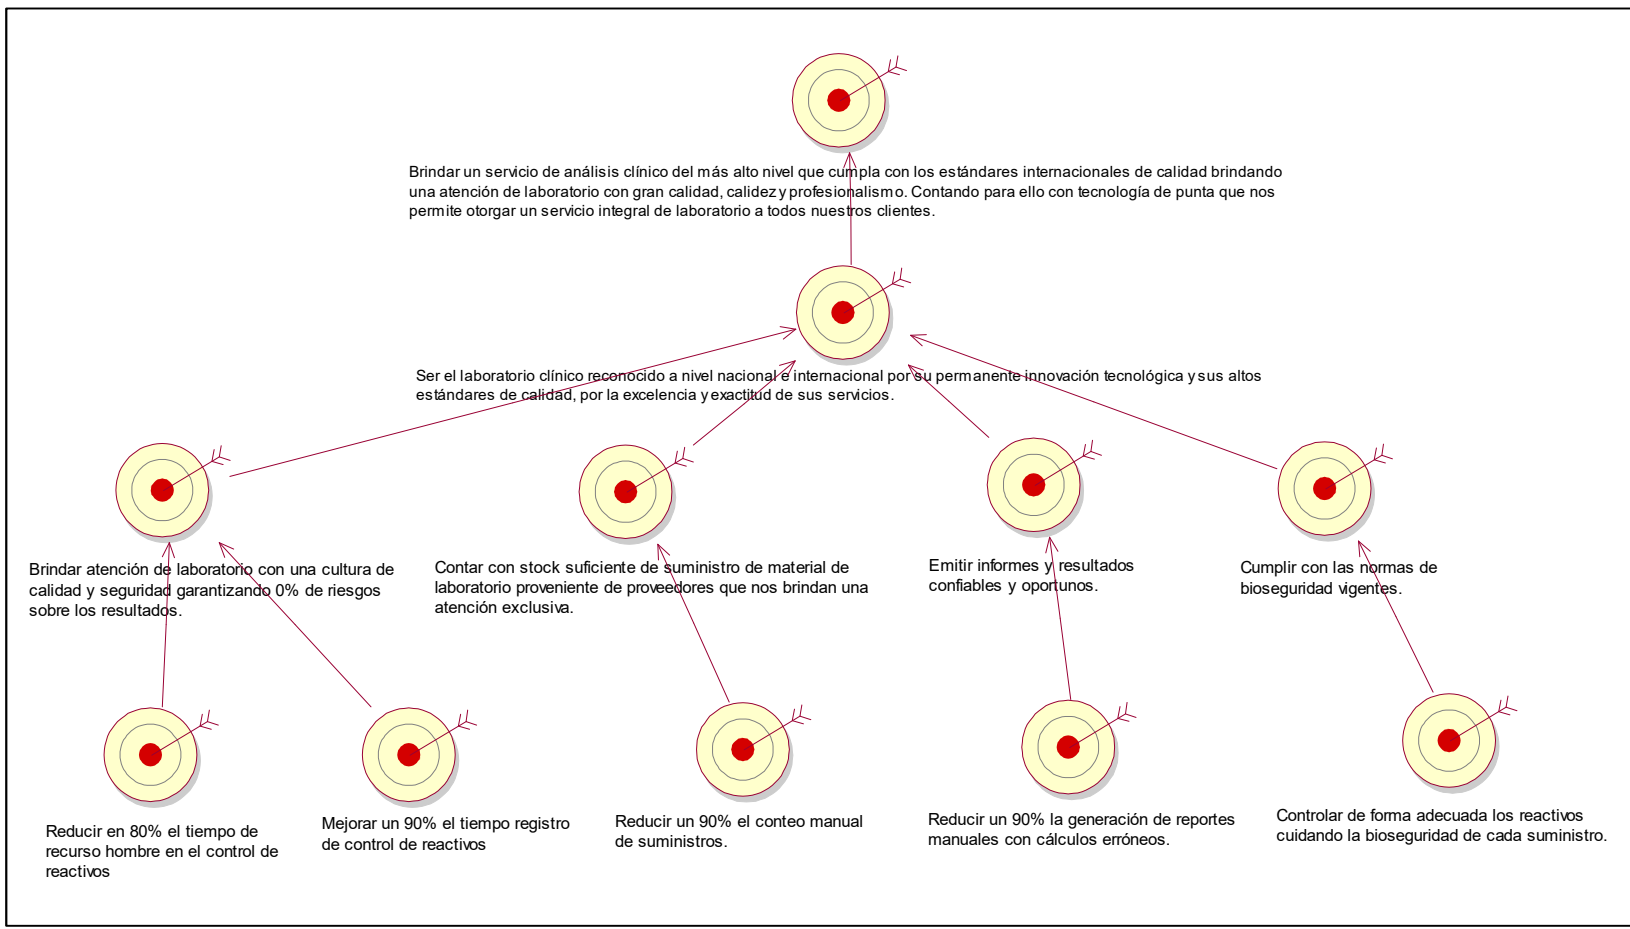 Brindar un servicio de análisis clínico del más alto nivel que cumpla con los estándares internacionales de calidad brindando
una atención de laboratorio con gran calidad, calidez y profesionalismo. Contando para ello con tecnología de punta que nos
permite otorgar un servicio integral de laboratorio a todos nuestros clientes.
Ser el laboratorio clínico reconocido a nivel nacional e internacional por su permanente innovación tecnológica y sus altos
estándares de calidad, por la excelencia y exactitud de sus servicios.
Brindar atención de laboratorio con una cultura de
calidad y seguridad garantizando 0% de riesgos
sobre los resultados.
Contar con stock suficiente de suministro de material de
laboratorio proveniente de proveedores que nos brindan una
atención exclusiva.
Emitir informes y resultados
confiables y oportunos.
Cumplir con las normas de
bioseguridad vigentes.
Reducir en 80% el tiempo de
recurso hombre en el control de
reactivos
Mejorar un 90% el tiempo registro
de control de reactivos
Reducir un 90% el conteo manual
de suministros.
Reducir un 90% la generación de reportes
manuales con cálculos erróneos.
Controlar de forma adecuada los reactivos
cuidando la bioseguridad de cada suministro.